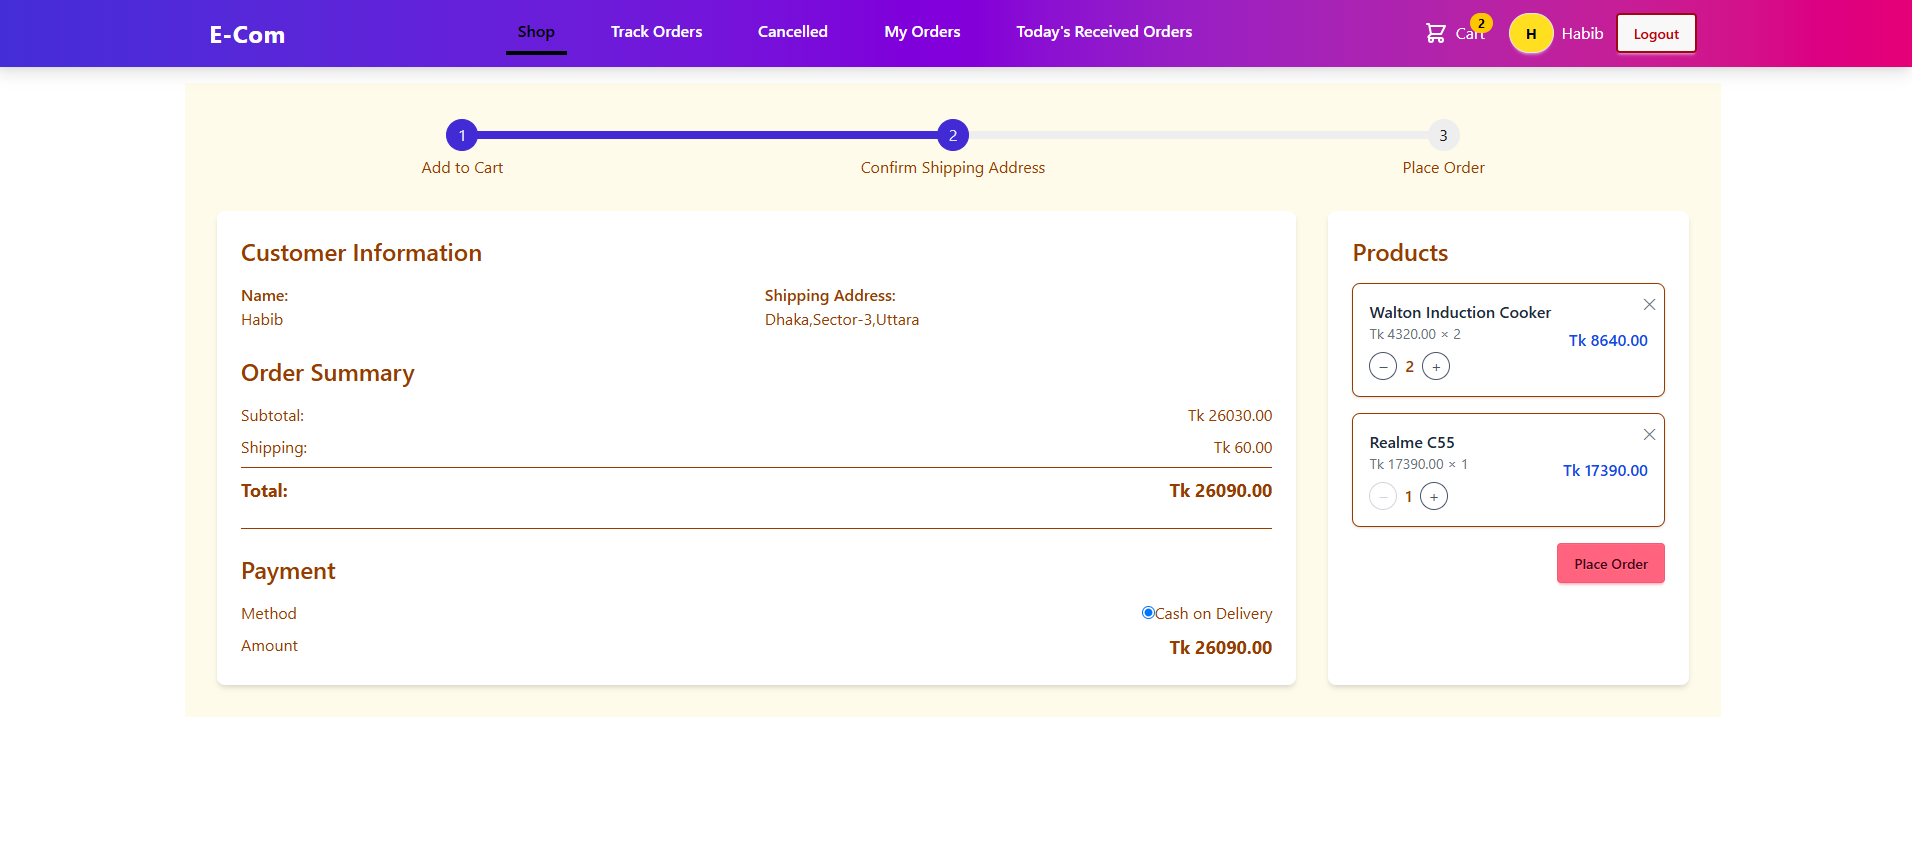 E-Com
Shop
Track Orders
Cancelled
My Orders
Today's Received Orders
Cart
2
H
Habib
Logout
1
2
3
Add to Cart
Confirm Shipping Address
Place Order
Customer Information
Name:
Habib
Shipping Address:
Dhaka,Sector-3,Uttara
Order Summary
Subtotal: Tk 26030.00
Shipping: Tk 60.00
Total: Tk 26090.00
Payment
Method Cash on Delivery
Amount Tk 26090.00
Products
Walton Induction Cooker
Tk 4320.00 × 2
Tk 8640.00
− 2 +
Realme C55
Tk 17390.00 × 1
Tk 17390.00
− 1 +
Place Order